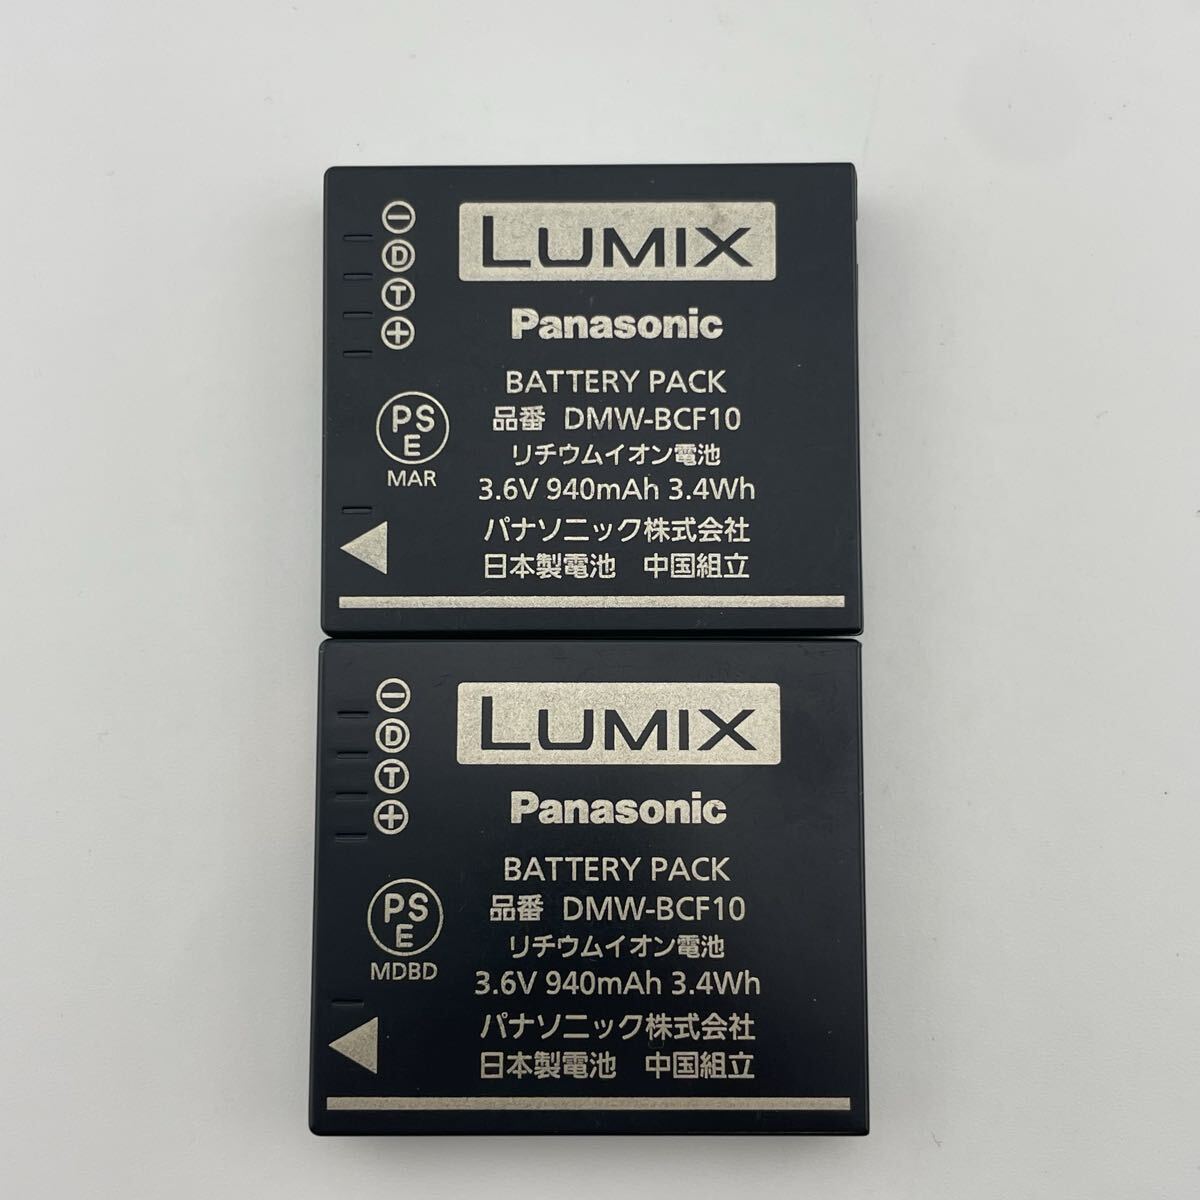 − D T +
LUMIX
Panasonic
BATTERY PACK
品番 DMW-BCF10
リチウムイオン電池
3.6V 940mAh 3.4Wh
パナソニック株式会社
日本製電池 中国組立
PS
E
MAR
− D T +
LUMIX
Panasonic
BATTERY PACK
品番 DMW-BCF10
リチウムイオン電池
3.6V 940mAh 3.4Wh
パナソニック株式会社
日本製電池 中国組立
PS
E
MDBD